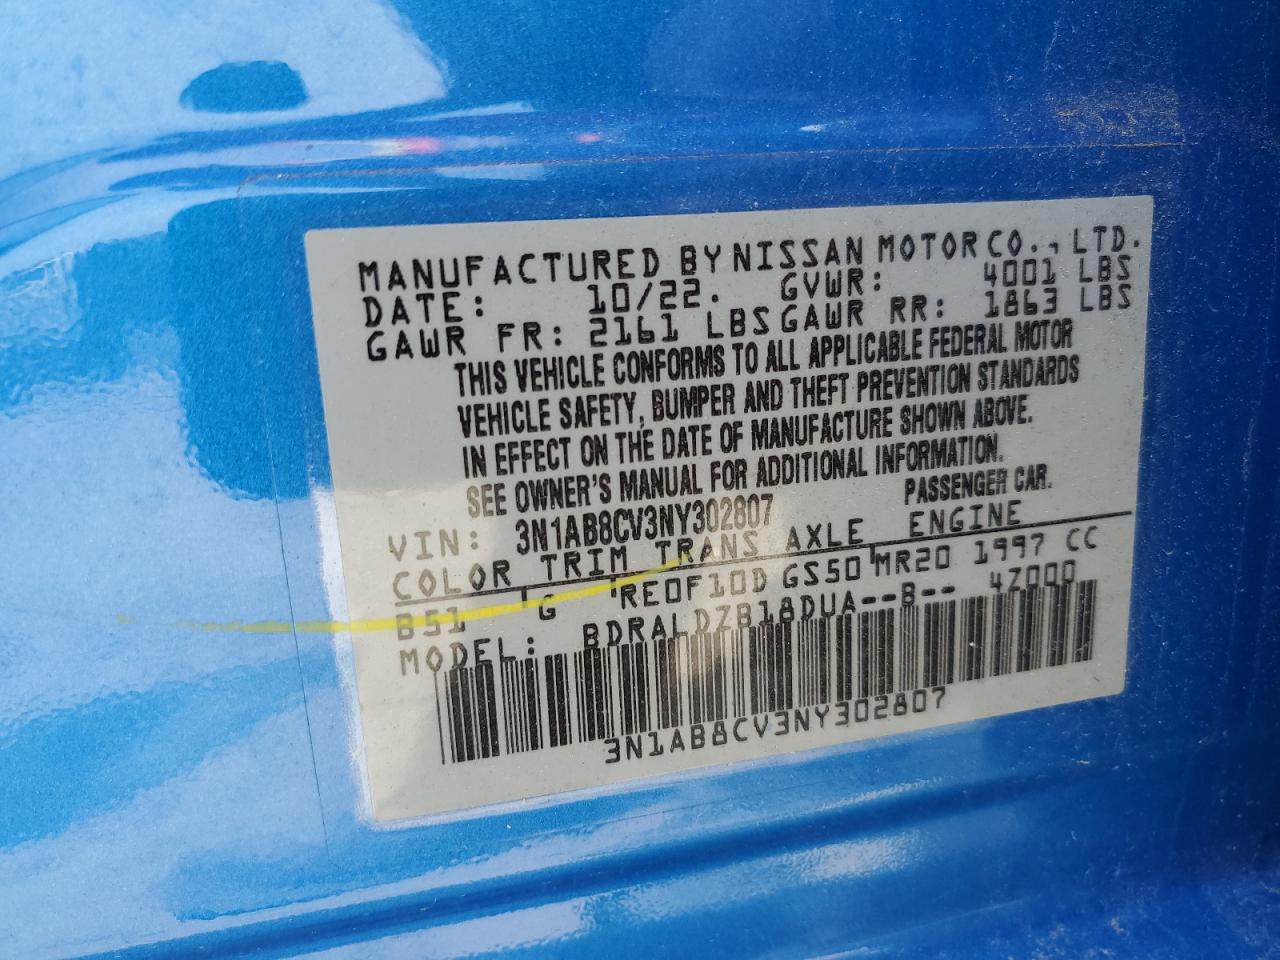 MANUFACTURED BY NISSAN MOTOR CO., LTD.
DATE: 10/22. GVWR: 4001 LBS
GAWR FR: 2161 LBS GAWR RR: 1863 LBS
THIS VEHICLE CONFORMS TO ALL APPLICABLE FEDERAL MOTOR
VEHICLE SAFETY, BUMPER AND THEFT PREVENTION STANDARDS
IN EFFECT ON THE DATE OF MANUFACTURE SHOWN ABOVE.
SEE OWNER'S MANUAL FOR ADDITIONAL INFORMATION.
VIN: 3N1AB8CV3NY302807 PASSENGER CAR.
COLOR TRIM TRANS AXLE ENGINE
B51 G RE0F10D GS50 MR20 1997 CC
MODEL: BDRALDZB18DUA--B-- 4Z000
3N1AB8CV3NY302807